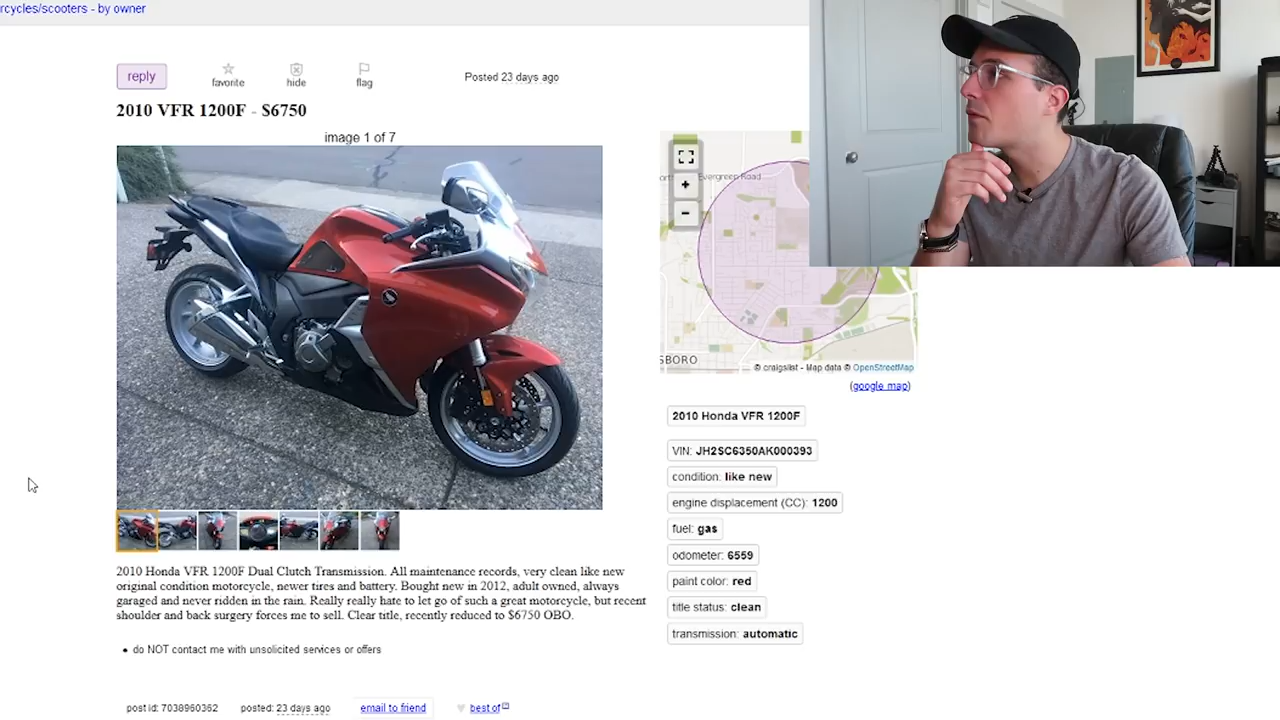 rcycles/scooters - by owner
reply
favorite
hide
flag
Posted 23 days ago
2010 VFR 1200F - $6750
image 1 of 7
Evergreen Road
+
-
SBORO
© craigslist - Map data © OpenStreetMap
(google map)
2010 Honda VFR 1200F
VIN: JH2SC6350AK000393
condition: like new
engine displacement (CC): 1200
fuel: gas
odometer: 6559
paint color: red
title status: clean
transmission: automatic
2010 Honda VFR 1200F Dual Clutch Transmission. All maintenance records, very clean like new
original condition motorcycle, newer tires and battery. Bought new in 2012, adult owned, always
garaged and never ridden in the rain. Really really hate to let go of such a great motorcycle, but recent
shoulder and back surgery forces me to sell. Clear title, recently reduced to $6750 OBO.
• do NOT contact me with unsolicited services or offers
post id: 7038960362
posted: 23 days ago
email to friend
best of